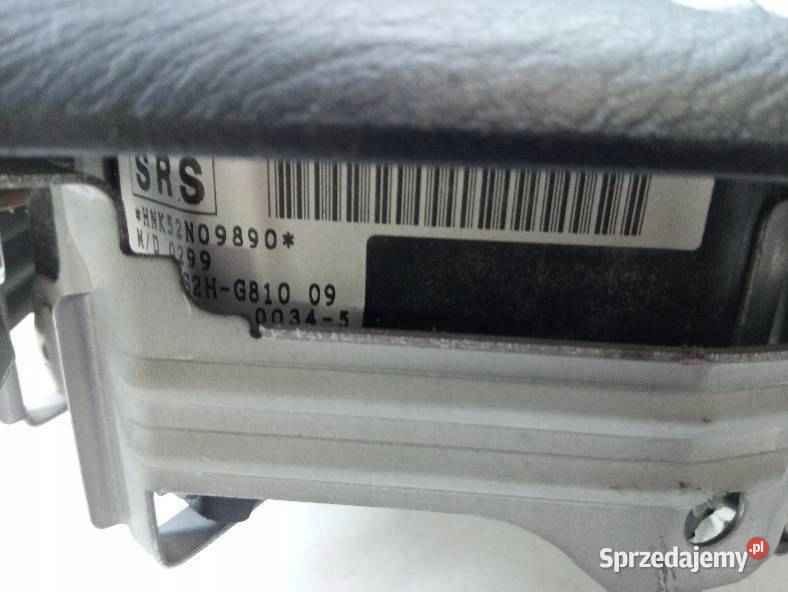 SRS
*HNK52N09890*
M/D 0299
S2H-G810 09
0034-5
Sprzedajemy.pl